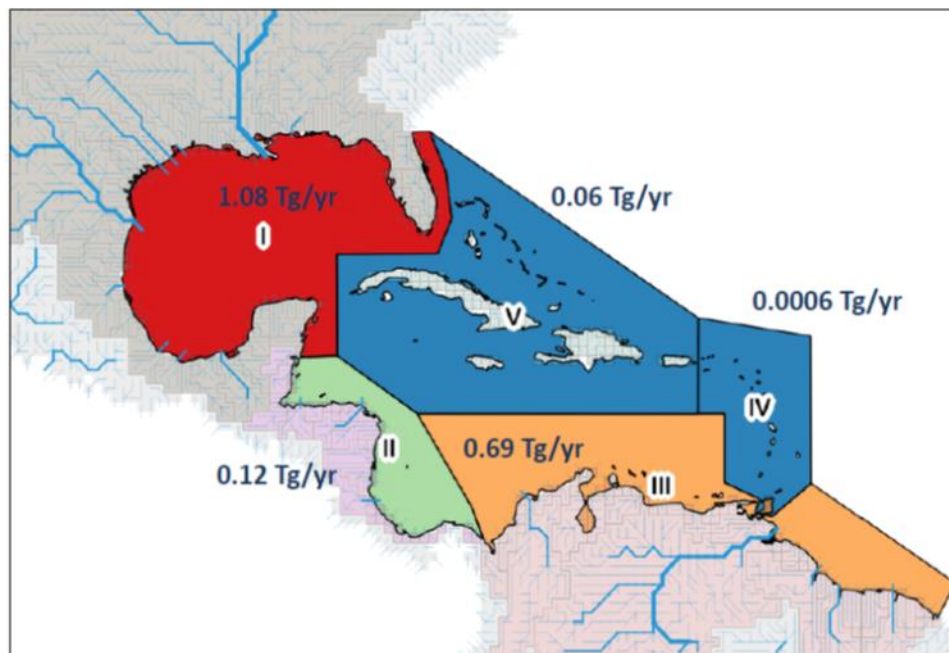 1.08 Tg/yr
I
0.06 Tg/yr
0.0006 Tg/yr
V
IV
II
0.69 Tg/yr
0.12 Tg/yr
III